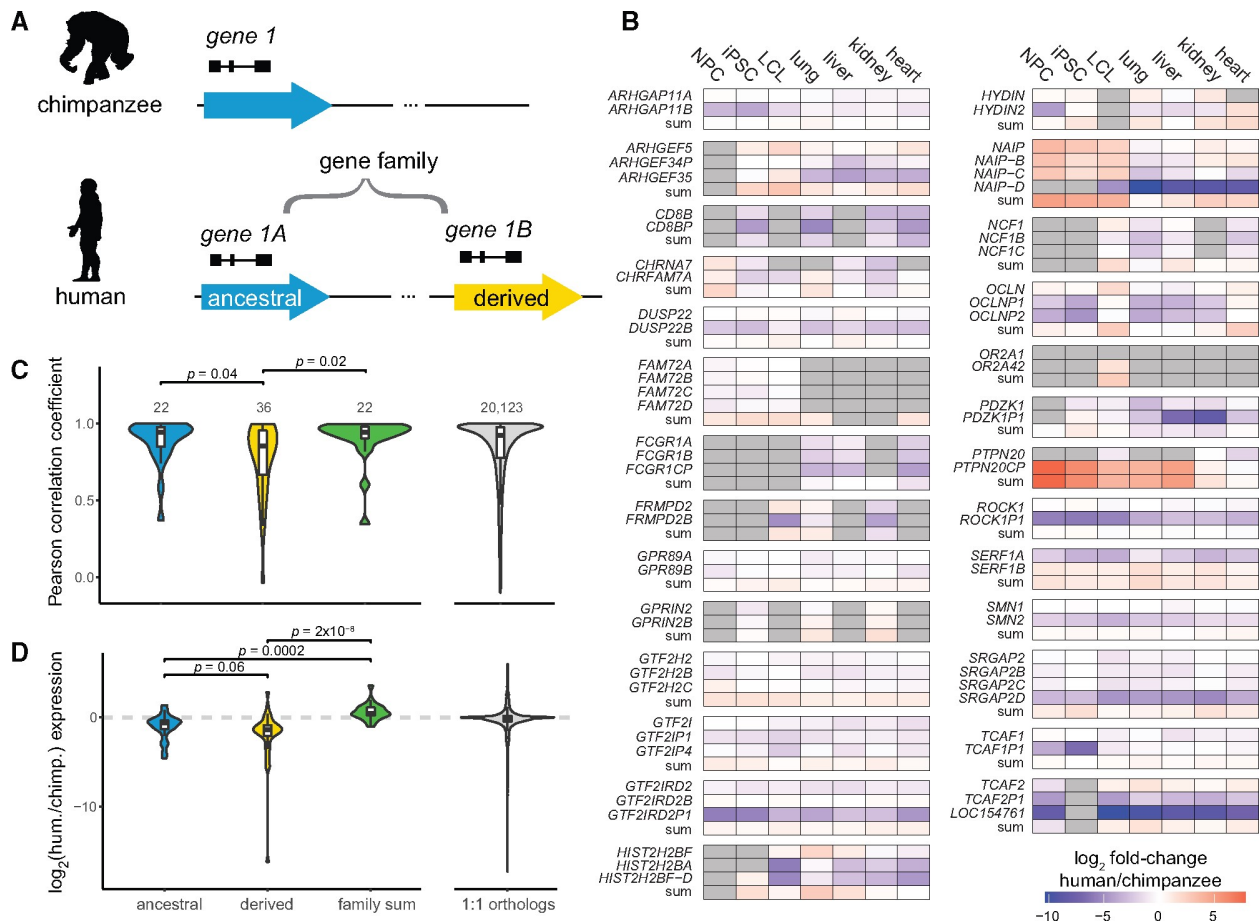 A
chimpanzee
gene 1
...
gene family
human
gene 1A
gene 1B
ancestral
...
derived
B
NPC
iPSC
LCL
lung
liver
kidney
heart
ARHGAP11A
ARHGAP11B
sum
ARHGEF5
ARHGEF34P
ARHGEF35
sum
CD8B
CD8BP
sum
CHRNA7
CHRFAM7A
sum
DUSP22
DUSP22B
sum
FAM72A
FAM72B
FAM72C
FAM72D
sum
FCGR1A
FCGR1B
FCGR1CP
sum
FRMPD2
FRMPD2B
sum
GPR89A
GPR89B
sum
GPRIN2
GPRIN2B
sum
GTF2H2
GTF2H2B
GTF2H2C
sum
GTF2I
GTF2IP1
GTF2IP4
sum
GTF2IRD2
GTF2IRD2B
GTF2IRD2P1
sum
HIST2H2BF
HIST2H2BA
HIST2H2BF-D
sum
NPC
iPSC
LCL
lung
liver
kidney
heart
HYDIN
HYDIN2
sum
NAIP
NAIP-B
NAIP-C
NAIP-D
sum
NCF1
NCF1B
NCF1C
sum
OCLN
OCLNP1
OCLNP2
sum
OR2A1
OR2A42
sum
PDZK1
PDZK1P1
sum
PTPN20
PTPN20CP
sum
ROCK1
ROCK1P1
sum
SERF1A
SERF1B
sum
SMN1
SMN2
sum
SRGAP2
SRGAP2B
SRGAP2C
SRGAP2D
sum
TCAF1
TCAF1P1
sum
TCAF2
TCAF2P1
LOC154761
sum
log2 fold-change
human/chimpanzee
−10 −5 0 5
C
Pearson correlation coefficient
1.0
0.5
0.0
p = 0.04
p = 0.02
22
36
22
20,123
D
log2(hum./chimp.) expression
0
−10
p = 2x10⁻⁸
p = 0.0002
p = 0.06
ancestral
derived
family sum
1:1 orthologs